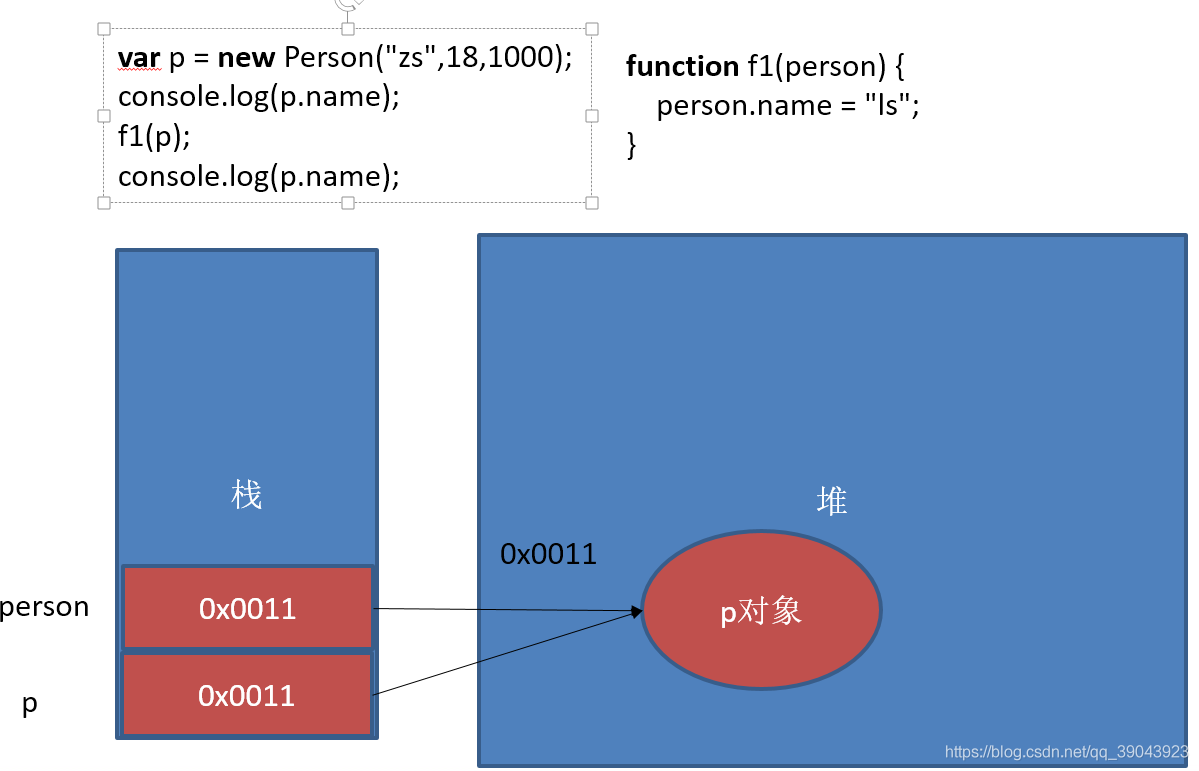 var p = new Person("zs",18,1000);
console.log(p.name);
f1(p);
console.log(p.name);
function f1(person) {
person.name = "ls";
}
栈
堆
0x0011
person
0x0011
p对象
p
0x0011
https://blog.csdn.net/qq_39043923